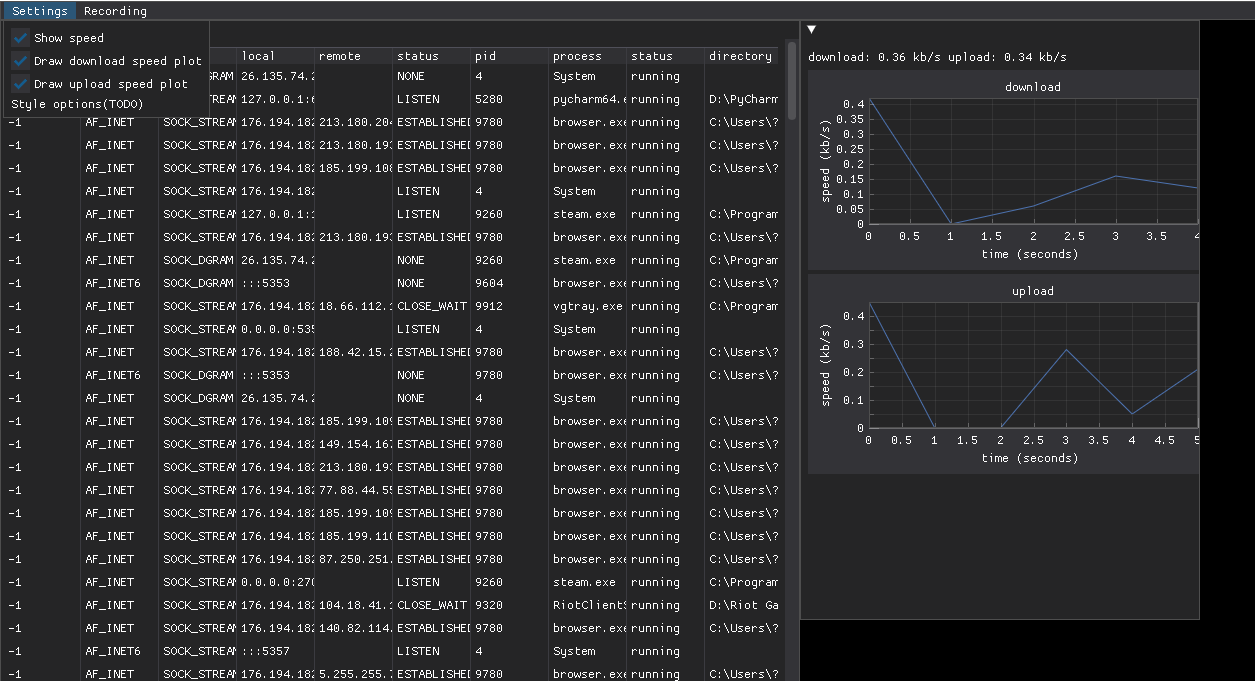 Settings Recording
Show speed
Draw download speed plot
Draw upload speed plot
Style options(TODO)
local remote status pid process status directory
GRAM 26.135.74.2 NONE 4 System running
STREA 127.0.0.1:6 LISTEN 5280 pycharm64.e running D:\PyCharm
-1 AF_INET SOCK_STREAM 176.194.182 213.180.204 ESTABLISHED 9780 browser.exe running C:\Users\?
-1 AF_INET SOCK_STREAM 176.194.182 213.180.193 ESTABLISHED 9780 browser.exe running C:\Users\?
-1 AF_INET SOCK_STREAM 176.194.182 185.199.108 ESTABLISHED 9780 browser.exe running C:\Users\?
-1 AF_INET SOCK_STREAM 176.194.182 LISTEN 4 System running
-1 AF_INET SOCK_STREAM 127.0.0.1:1 LISTEN 9260 steam.exe running C:\Program
-1 AF_INET SOCK_STREAM 176.194.182 213.180.193 ESTABLISHED 9780 browser.exe running C:\Users\?
-1 AF_INET SOCK_DGRAM 26.135.74.2 NONE 9260 steam.exe running C:\Program
-1 AF_INET6 SOCK_DGRAM :::5353 NONE 9604 browser.exe running C:\Users\?
-1 AF_INET SOCK_STREAM 176.194.182 18.66.112.1 CLOSE_WAIT 9912 vgtray.exe running C:\Program
-1 AF_INET SOCK_STREAM 0.0.0.0:535 LISTEN 4 System running
-1 AF_INET SOCK_STREAM 176.194.182 188.42.15.2 ESTABLISHED 9780 browser.exe running C:\Users\?
-1 AF_INET6 SOCK_DGRAM :::5353 NONE 9780 browser.exe running C:\Users\?
-1 AF_INET SOCK_DGRAM 26.135.74.2 NONE 4 System running
-1 AF_INET SOCK_STREAM 176.194.182 185.199.109 ESTABLISHED 9780 browser.exe running C:\Users\?
-1 AF_INET SOCK_STREAM 176.194.182 149.154.167 ESTABLISHED 9780 browser.exe running C:\Users\?
-1 AF_INET SOCK_STREAM 176.194.182 213.180.193 ESTABLISHED 9780 browser.exe running C:\Users\?
-1 AF_INET SOCK_STREAM 176.194.182 77.88.44.55 ESTABLISHED 9780 browser.exe running C:\Users\?
-1 AF_INET SOCK_STREAM 176.194.182 185.199.109 ESTABLISHED 9780 browser.exe running C:\Users\?
-1 AF_INET SOCK_STREAM 176.194.182 185.199.110 ESTABLISHED 9780 browser.exe running C:\Users\?
-1 AF_INET SOCK_STREAM 176.194.182 87.250.251. ESTABLISHED 9780 browser.exe running C:\Users\?
-1 AF_INET SOCK_STREAM 0.0.0.0:270 LISTEN 9260 steam.exe running C:\Program
-1 AF_INET SOCK_STREAM 176.194.182 104.18.41.1 CLOSE_WAIT 9320 RiotClientS running D:\Riot Ga
-1 AF_INET SOCK_STREAM 176.194.182 140.82.114. ESTABLISHED 9780 browser.exe running C:\Users\?
-1 AF_INET6 SOCK_STREAM :::5357 LISTEN 4 System running
-1 AF_INET SOCK_STREAM 176.194.182 5.255.255.7 ESTABLISHED 9780 browser.exe running C:\Users\?
download: 0.36 kb/s upload: 0.34 kb/s
download
speed (kb/s)
0.4
0.35
0.3
0.25
0.2
0.15
0.1
0.05
0
0 0.5 1 1.5 2 2.5 3 3.5 4
time (seconds)
upload
speed (kb/s)
0.4
0.3
0.2
0.1
0
0 0.5 1 1.5 2 2.5 3 3.5 4 4.5 5
time (seconds)